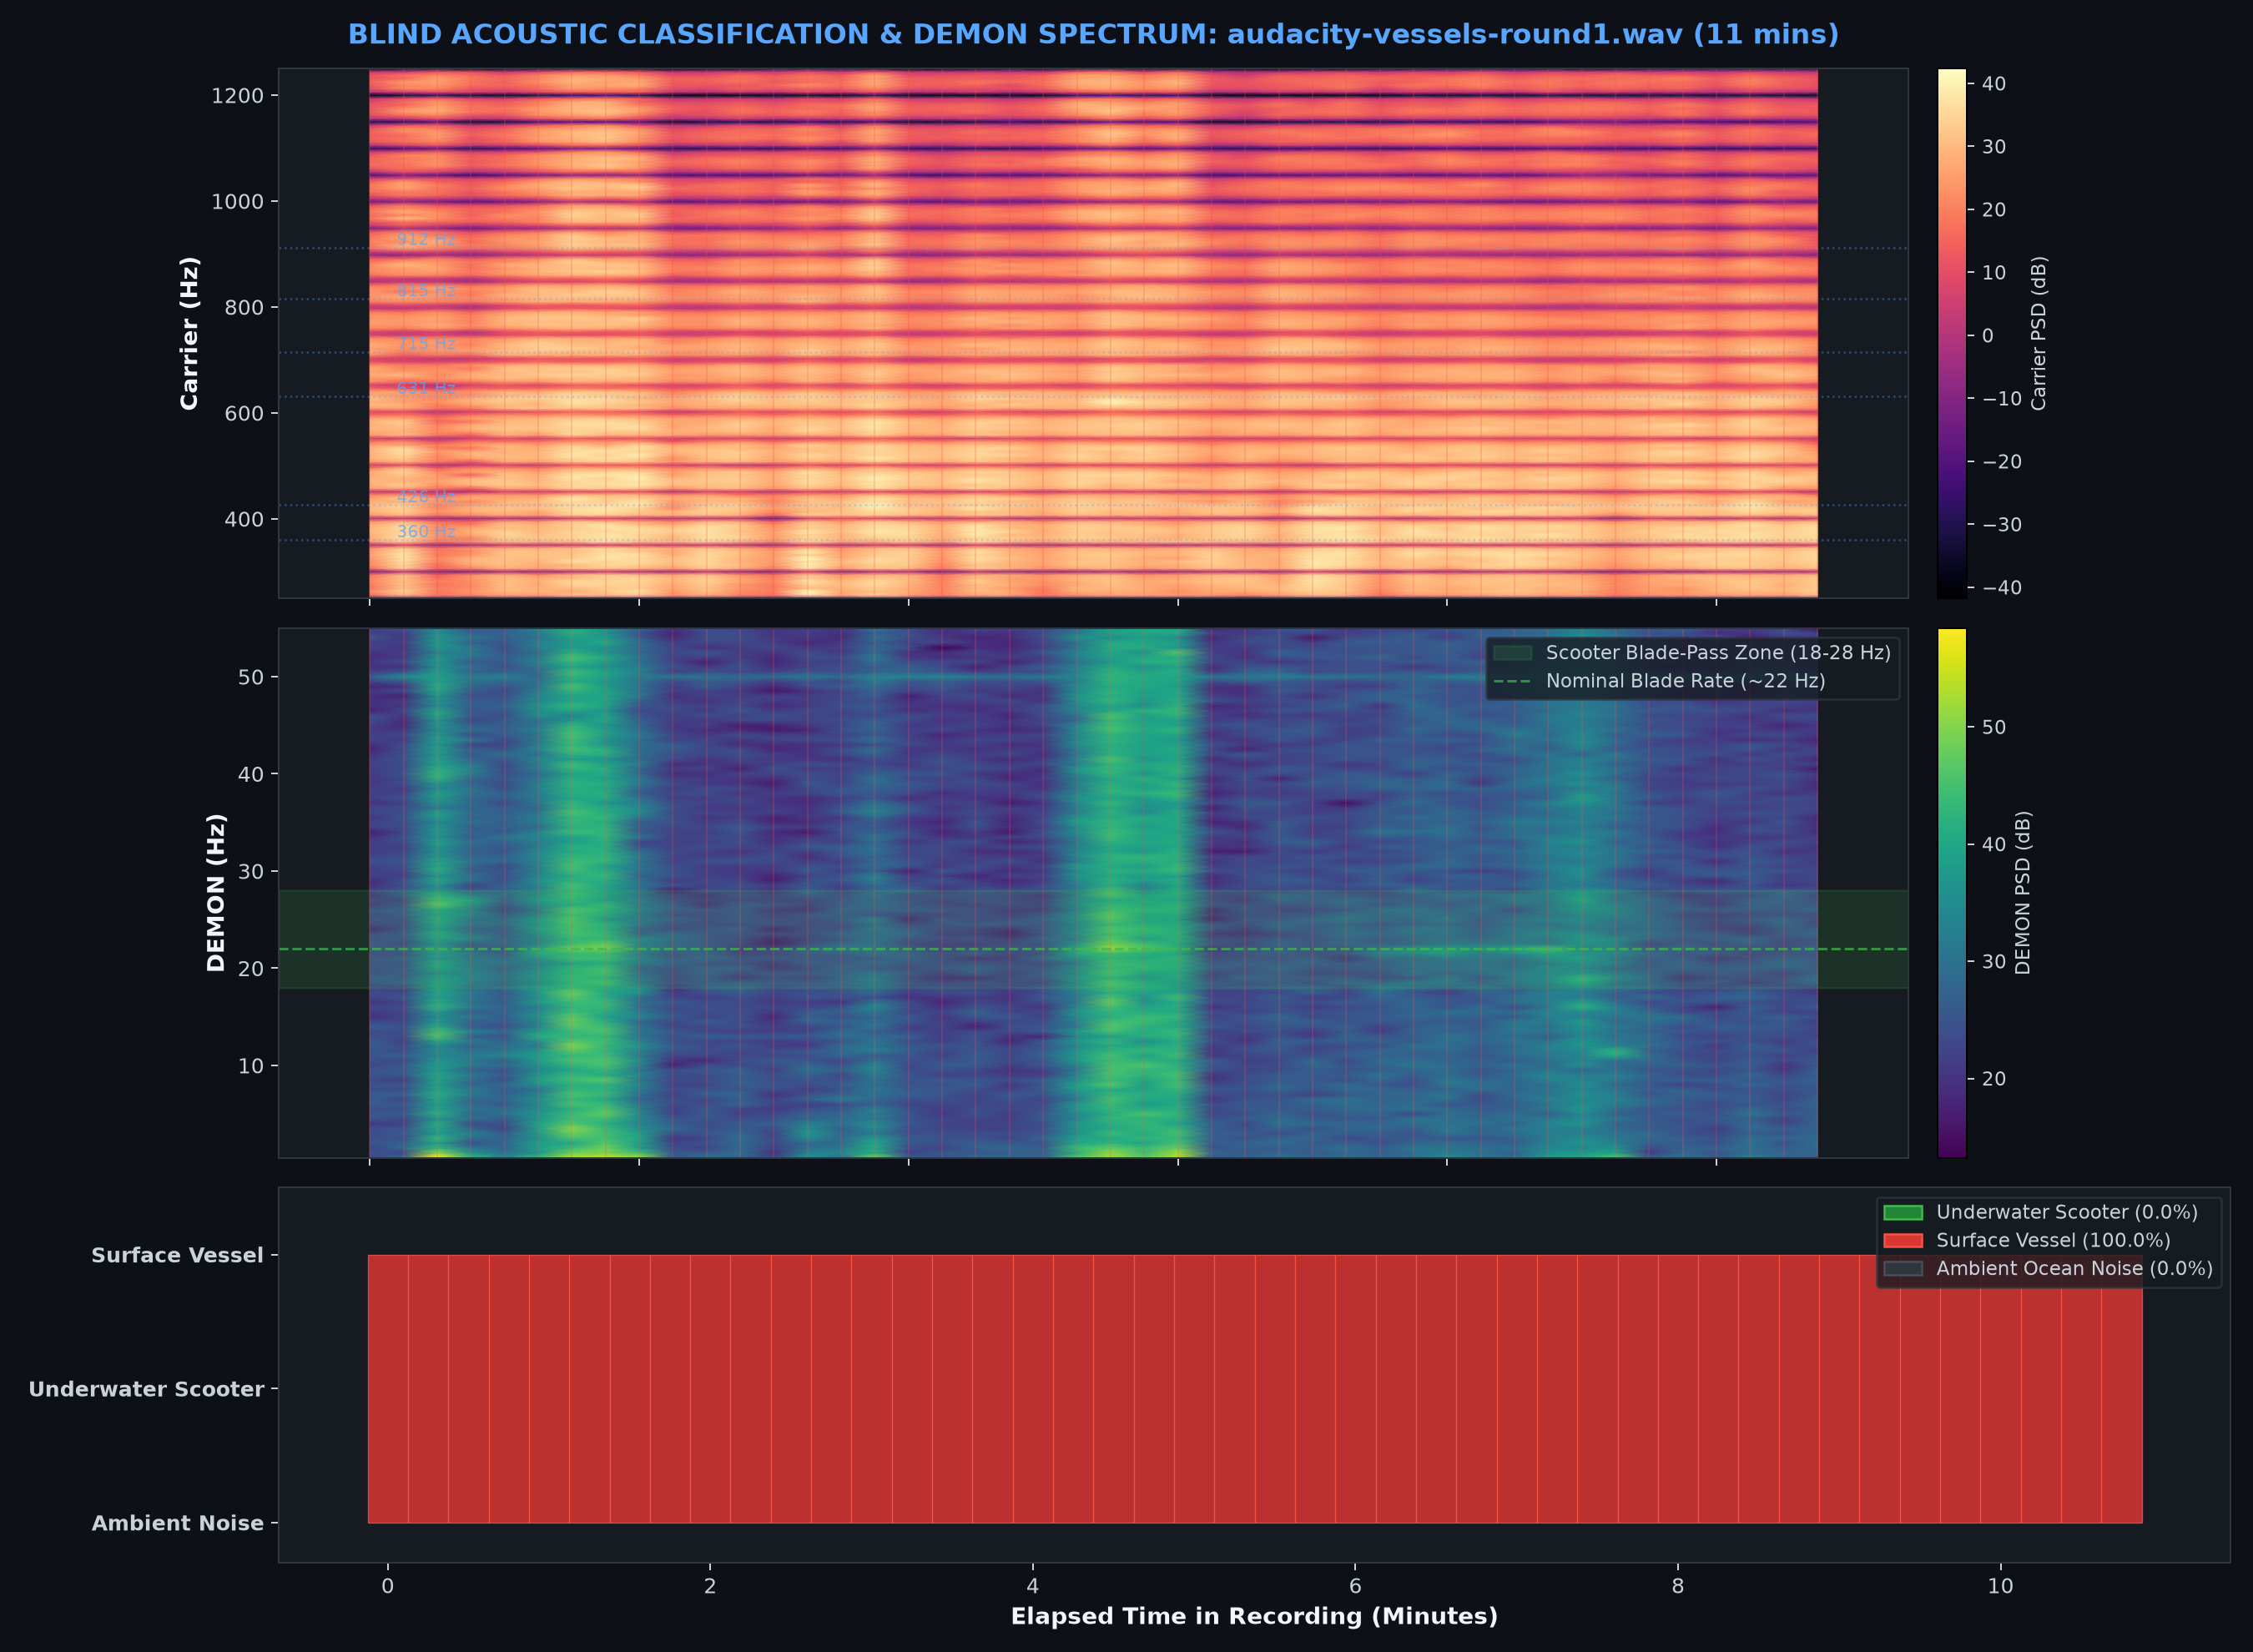 BLIND ACOUSTIC CLASSIFICATION & DEMON SPECTRUM: audacity-vessels-round1.wav (11 mins)
Carrier (Hz)
1200
1000
800
600
400
912 Hz
815 Hz
715 Hz
631 Hz
426 Hz
360 Hz
40
30
20
10
0
−10
−20
−30
−40
Carrier PSD (dB)
DEMON (Hz)
50
40
30
20
10
Scooter Blade-Pass Zone (18-28 Hz)
Nominal Blade Rate (~22 Hz)
50
40
30
20
DEMON PSD (dB)
Surface Vessel
Underwater Scooter
Ambient Noise
Underwater Scooter (0.0%)
Surface Vessel (100.0%)
Ambient Ocean Noise (0.0%)
0 2 4 6 8 10
Elapsed Time in Recording (Minutes)